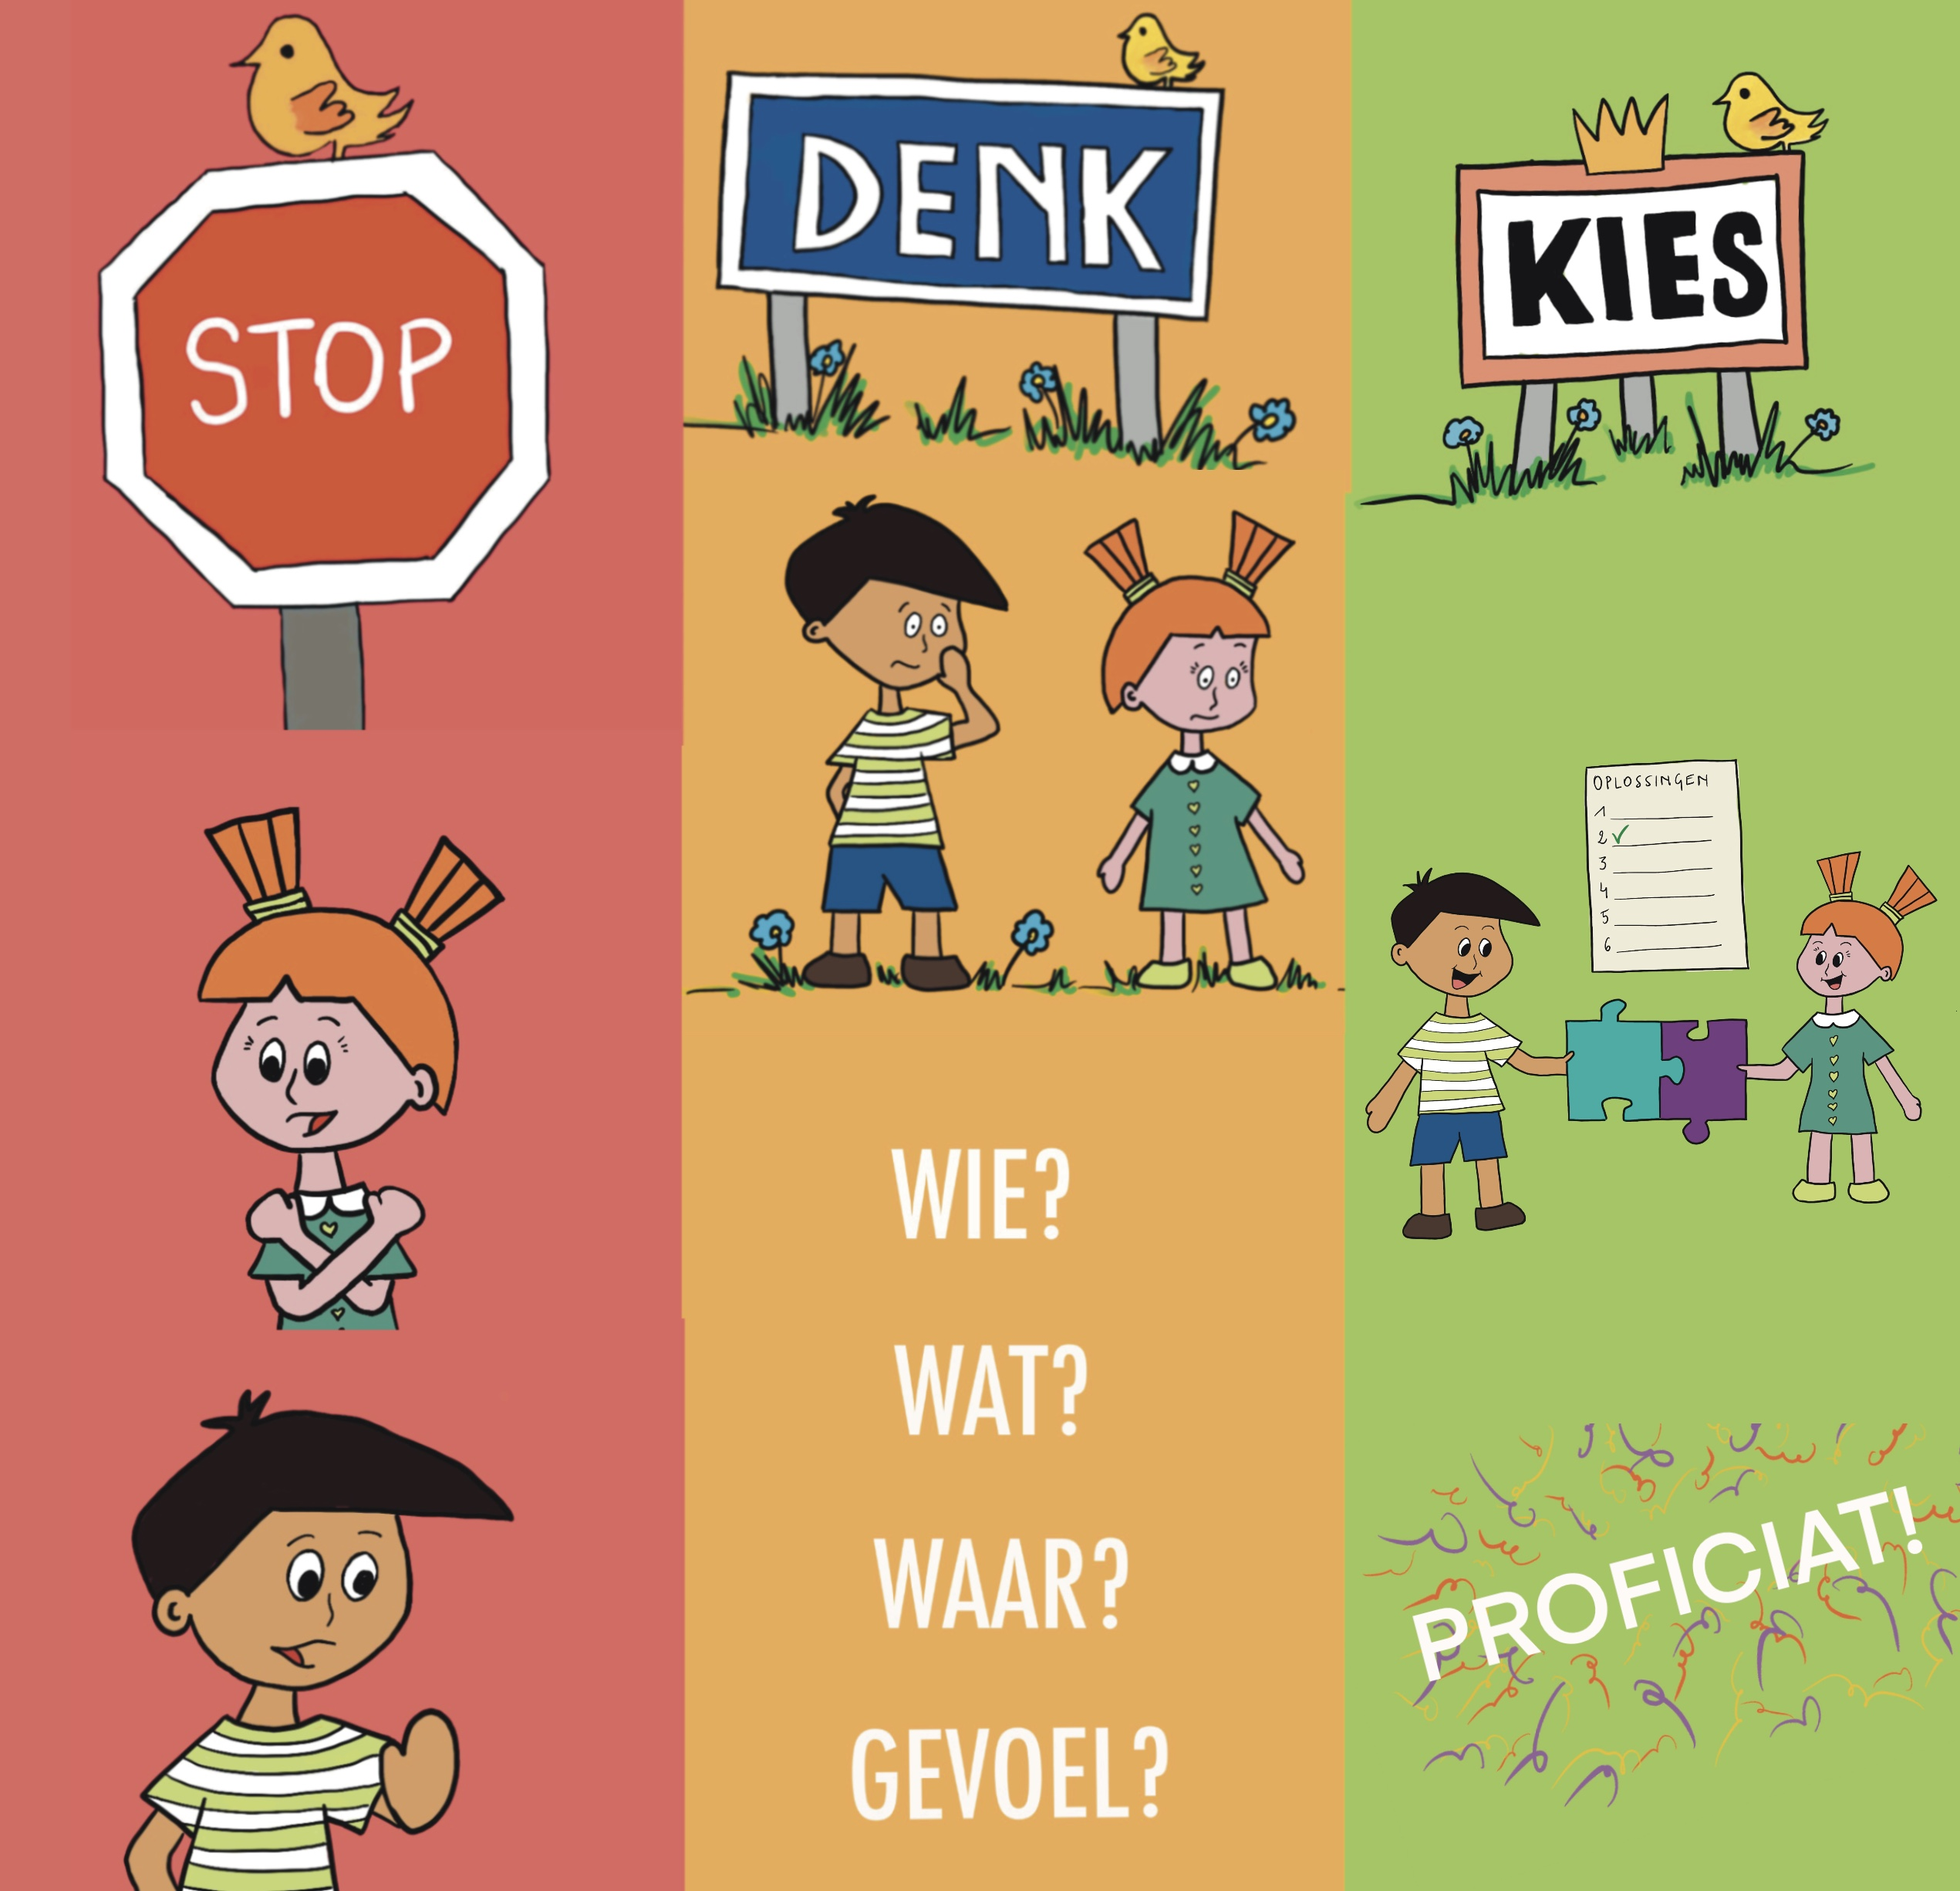 STOP
DENK
WIE?
WAT?
WAAR?
GEVOEL?
KIES
OPLOSSINGEN
1
2 ✓
3
4
5
6
PROFICIAT!